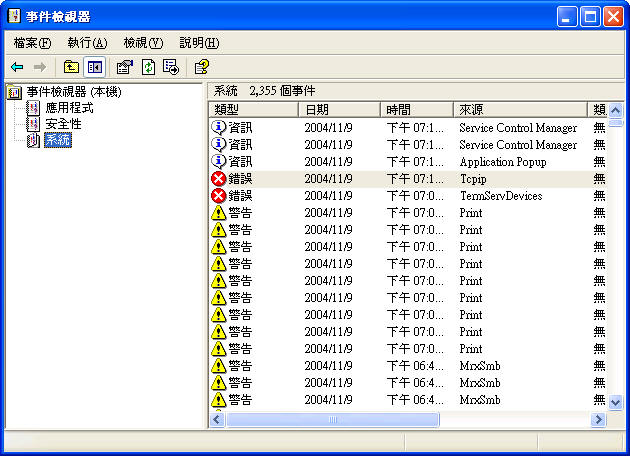 事件檢視器
檔案(F) 執行(A) 檢視(V) 說明(H)
事件檢視器 (本機)
應用程式
安全性
系統
系統 2,355 個事件
類型 日期 時間 來源 類
資訊 2004/11/9 下午 07:1... Service Control Manager 無
資訊 2004/11/9 下午 07:1... Service Control Manager 無
資訊 2004/11/9 下午 07:1... Application Popup 無
錯誤 2004/11/9 下午 07:1... Tcpip 無
錯誤 2004/11/9 下午 07:0... TermServDevices 無
警告 2004/11/9 下午 07:0... Print 無
警告 2004/11/9 下午 07:0... Print 無
警告 2004/11/9 下午 07:0... Print 無
警告 2004/11/9 下午 07:0... Print 無
警告 2004/11/9 下午 07:0... Print 無
警告 2004/11/9 下午 07:0... Print 無
警告 2004/11/9 下午 07:0... Print 無
警告 2004/11/9 下午 07:0... Print 無
警告 2004/11/9 下午 07:0... Print 無
警告 2004/11/9 下午 06:4... MrxSmb 無
警告 2004/11/9 下午 06:4... MrxSmb 無
警告 2004/11/9 下午 06:4... MrxSmb 無